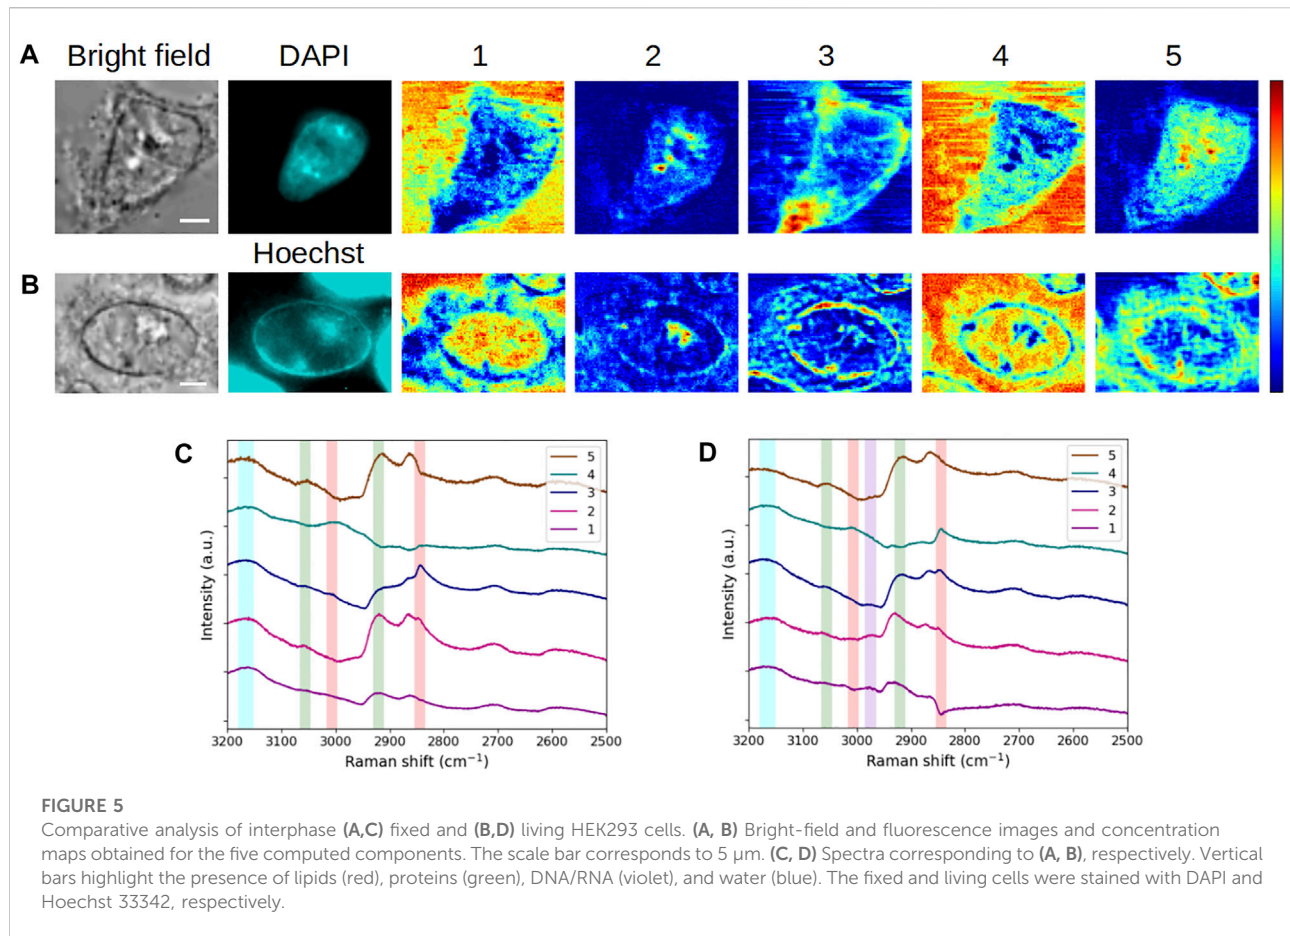 A Bright field DAPI 1 2 3 4 5
Hoechst
B
C
5
4
3
2
1
Intensity (a.u.)
3200 3100 3000 2900 2800 2700 2600 2500
Raman shift (cm⁻¹)
D
5
4
3
2
1
Intensity (a.u.)
3200 3100 3000 2900 2800 2700 2600 2500
Raman shift (cm⁻¹)
FIGURE 5
Comparative analysis of interphase (A,C) fixed and (B,D) living HEK293 cells. (A, B) Bright-field and fluorescence images and concentration
maps obtained for the five computed components. The scale bar corresponds to 5 µm. (C, D) Spectra corresponding to (A, B), respectively. Vertical
bars highlight the presence of lipids (red), proteins (green), DNA/RNA (violet), and water (blue). The fixed and living cells were stained with DAPI and
Hoechst 33342, respectively.